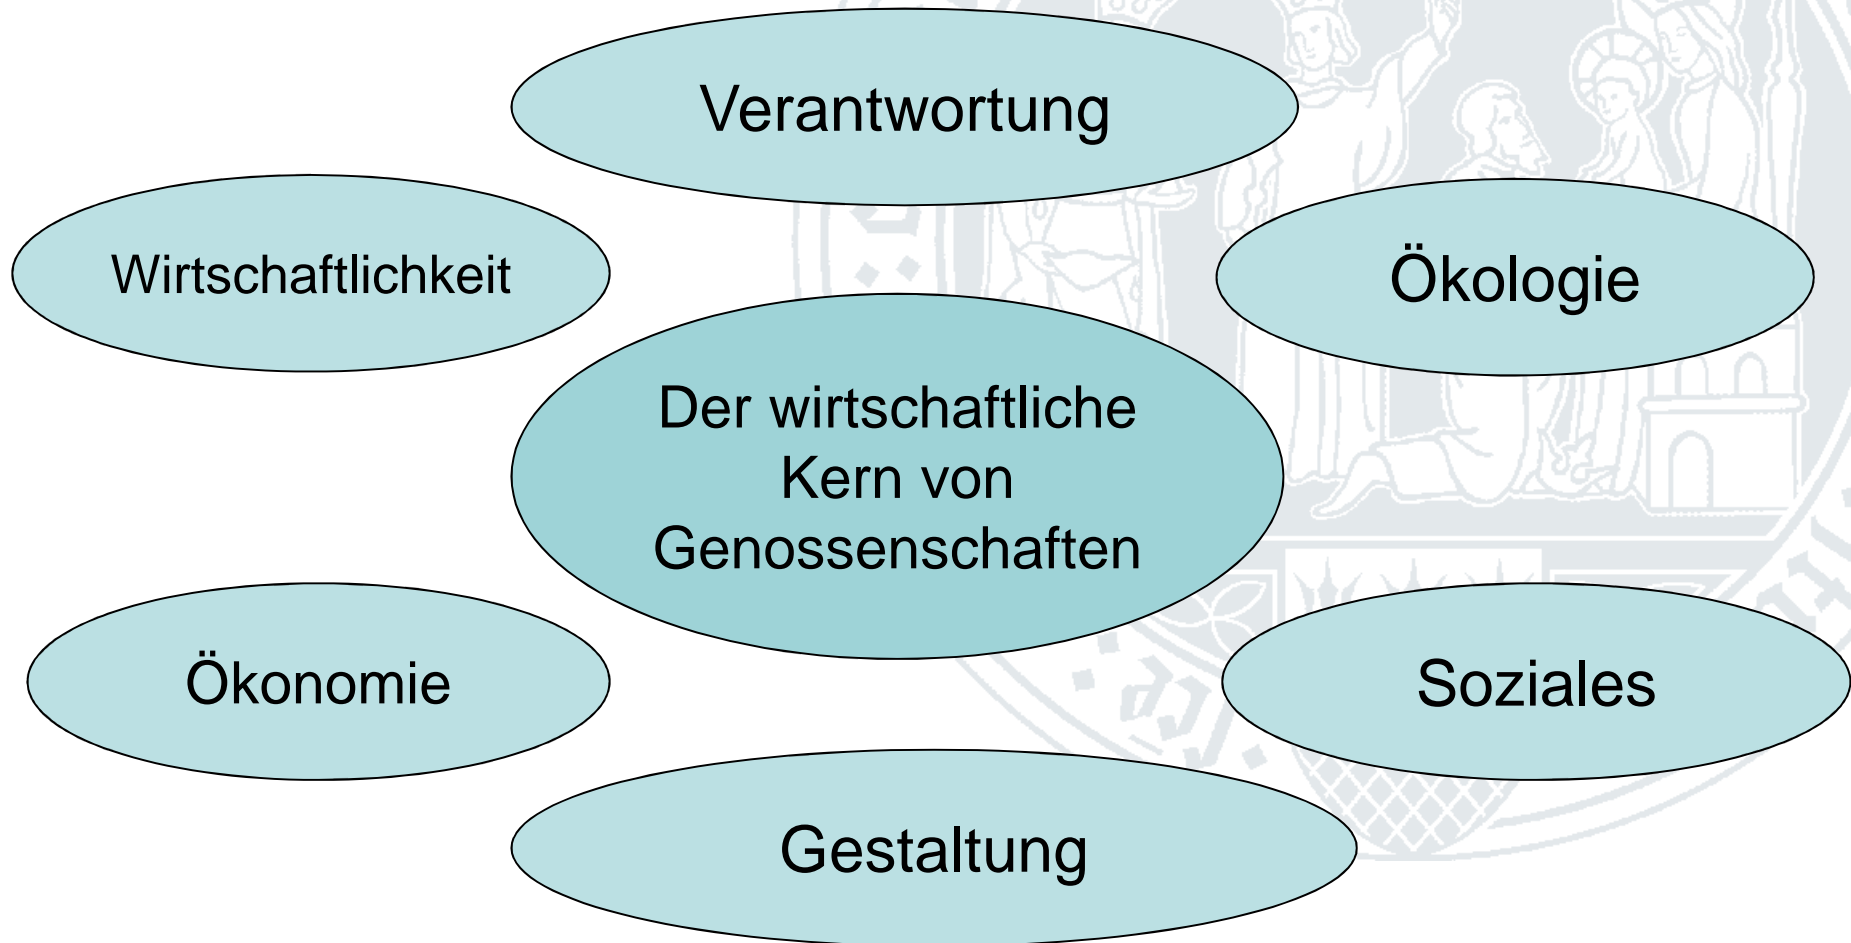 Verantwortung
Wirtschaftlichkeit
Ökologie
Der wirtschaftliche
Kern von
Genossenschaften
Ökonomie
Soziales
Gestaltung